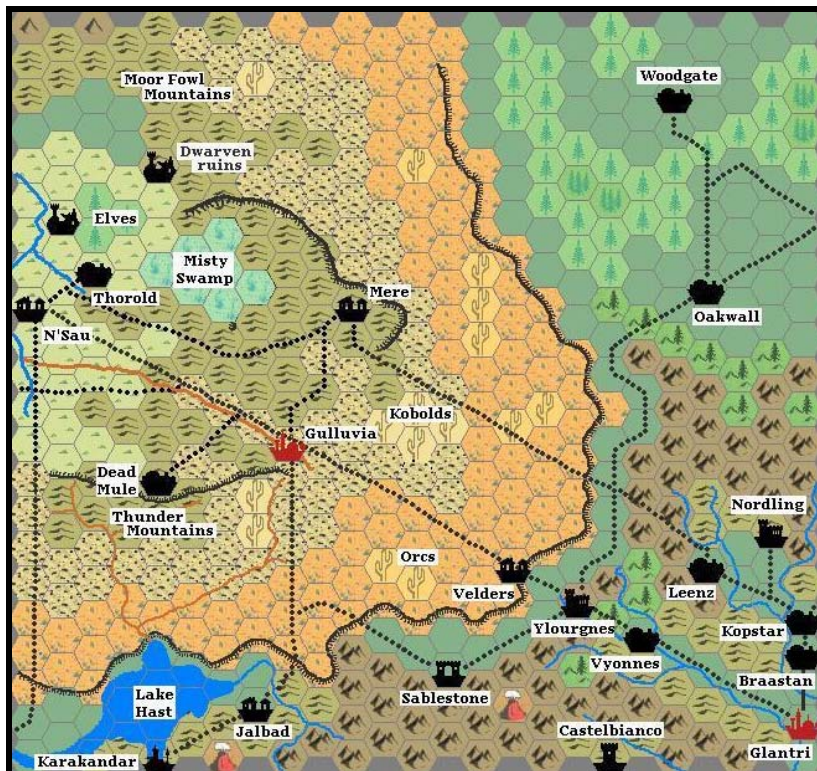 Woodgate
Moor Fowl
Mountains
Dwarven
ruins
Elves
Misty
Swamp
Thorold
Mere
N'Sau
Oakwall
Kobolds
Gulluvia
Dead
Mule
Nordling
Thunder
Mountains
Orcs
Velders
Leenz
Ylourgnes
Kopstar
Vyonnes
Braastan
Sablestone
Lake
Hast
Jalbad
Castelbianco
Karakandar
Glantri